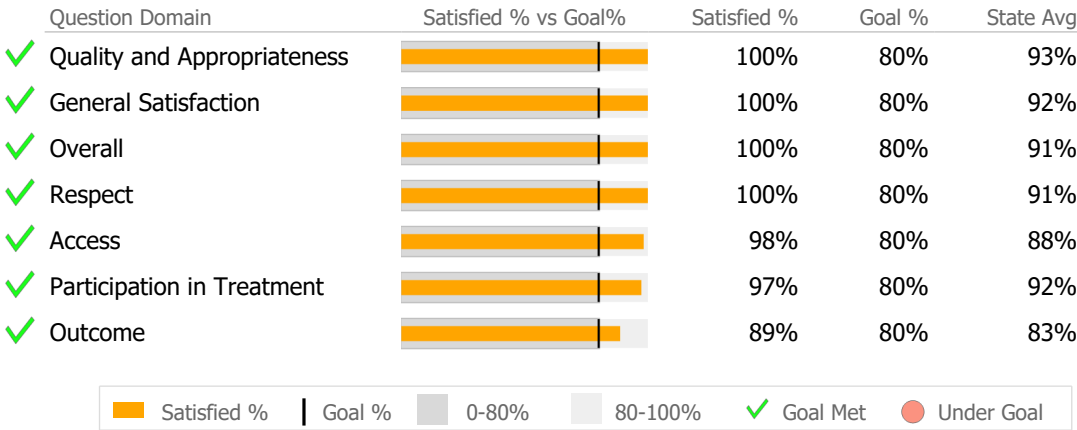 Question Domain Satisfied % vs Goal% Satisfied % Goal % State Avg
Quality and Appropriateness 100% 80% 93%
General Satisfaction 100% 80% 92%
Overall 100% 80% 91%
Respect 100% 80% 91%
Access 98% 80% 88%
Participation in Treatment 97% 80% 92%
Outcome 89% 80% 83%
Satisfied % Goal % 0-80% 80-100% Goal Met Under Goal